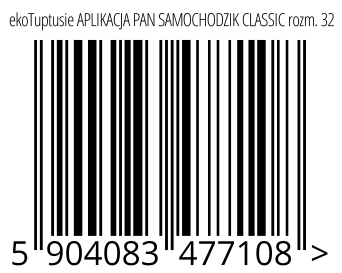 ekoTuptusie APLIKACJA PAN SAMOCHODZIK CLASSIC rozm. 32
5 904083 477108 >